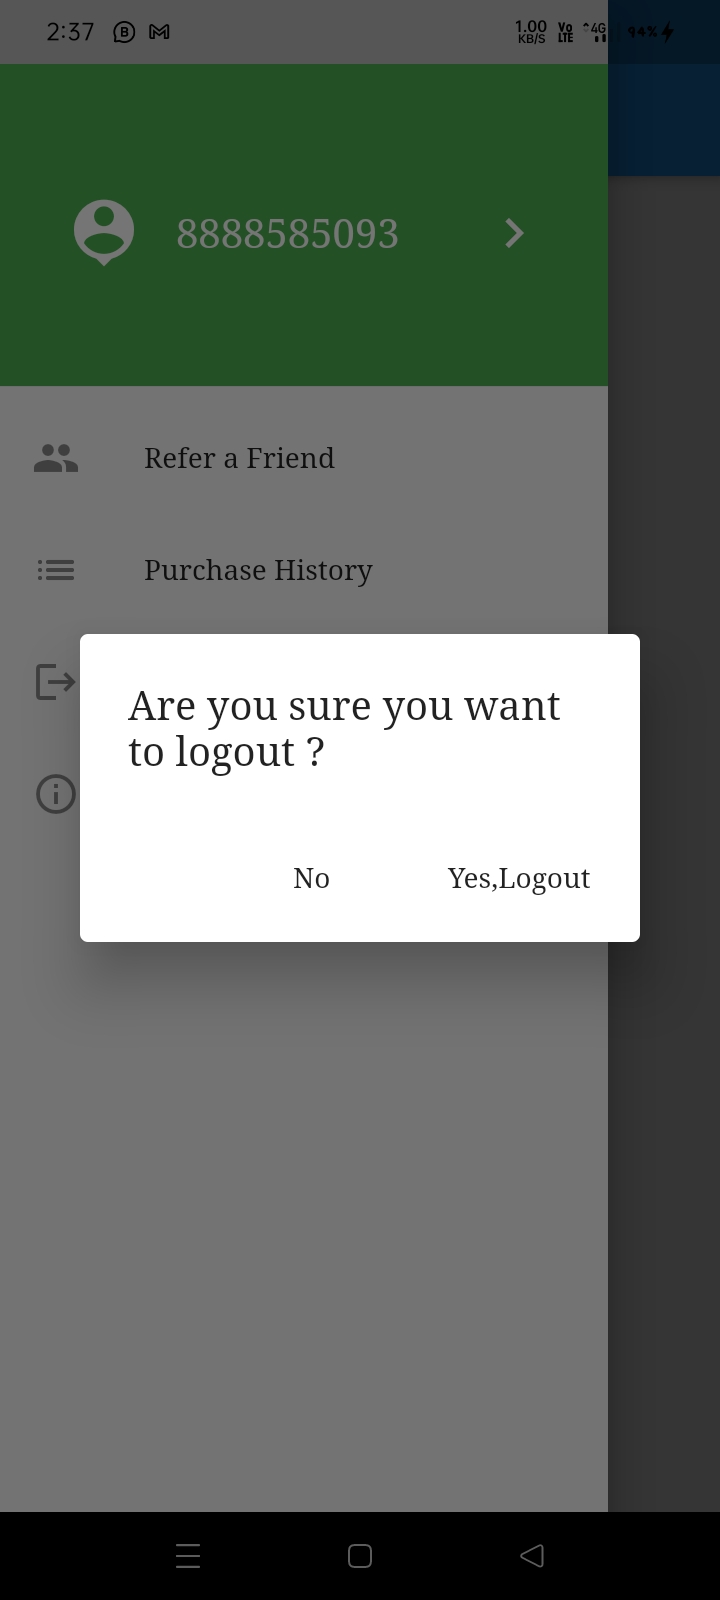 2:37
1.00
KB/S
Vo
LTE
4G
94%
8888585093
Refer a Friend
Purchase History
Are you sure you want
to logout ?
No
Yes,Logout